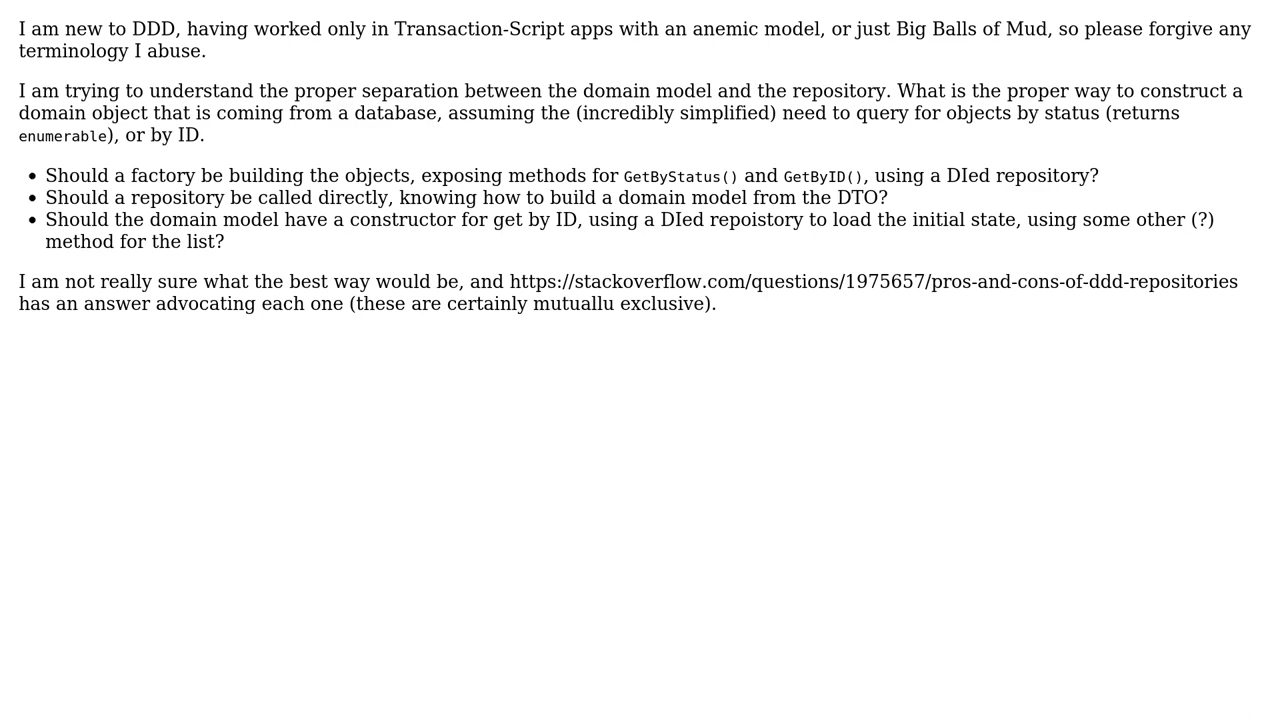 I am new to DDD, having worked only in Transaction-Script apps with an anemic model, or just Big Balls of Mud, so please forgive any
terminology I abuse.
I am trying to understand the proper separation between the domain model and the repository. What is the proper way to construct a
domain object that is coming from a database, assuming the (incredibly simplified) need to query for objects by status (returns
enumerable), or by ID.
• Should a factory be building the objects, exposing methods for GetByStatus() and GetByID(), using a DIed repository?
• Should a repository be called directly, knowing how to build a domain model from the DTO?
• Should the domain model have a constructor for get by ID, using a DIed repoistory to load the initial state, using some other (?)
method for the list?
I am not really sure what the best way would be, and https://stackoverflow.com/questions/1975657/pros-and-cons-of-ddd-repositories
has an answer advocating each one (these are certainly mutuallu exclusive).